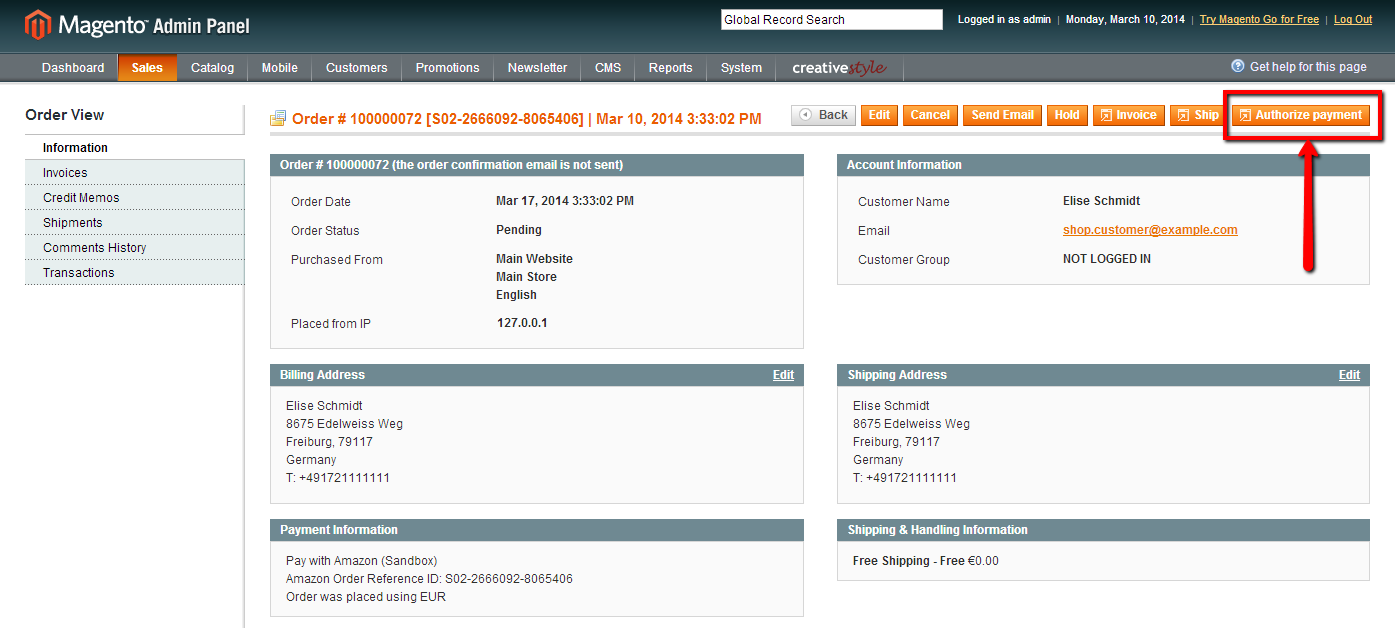 Magento™ Admin Panel
Global Record Search
Logged in as admin | Monday, March 10, 2014 | Try Magento Go for Free | Log Out
Dashboard Sales Catalog Mobile Customers Promotions Newsletter CMS Reports System creativestyle Get help for this page
Order View
Information
Invoices
Credit Memos
Shipments
Comments History
Transactions
Order # 100000072 [S02-2666092-8065406] | Mar 10, 2014 3:33:02 PM
Back Edit Cancel Send Email Hold Invoice Ship Authorize payment
Order # 100000072 (the order confirmation email is not sent)
Order Date Mar 17, 2014 3:33:02 PM
Order Status Pending
Purchased From Main Website
Main Store
English
Placed from IP 127.0.0.1
Account Information
Customer Name Elise Schmidt
Email shop.customer@example.com
Customer Group NOT LOGGED IN
Billing Address Edit
Elise Schmidt
8675 Edelweiss Weg
Freiburg, 79117
Germany
T: +491721111111
Shipping Address Edit
Elise Schmidt
8675 Edelweiss Weg
Freiburg, 79117
Germany
T: +491721111111
Payment Information
Pay with Amazon (Sandbox)
Amazon Order Reference ID: S02-2666092-8065406
Order was placed using EUR
Shipping & Handling Information
Free Shipping - Free €0.00